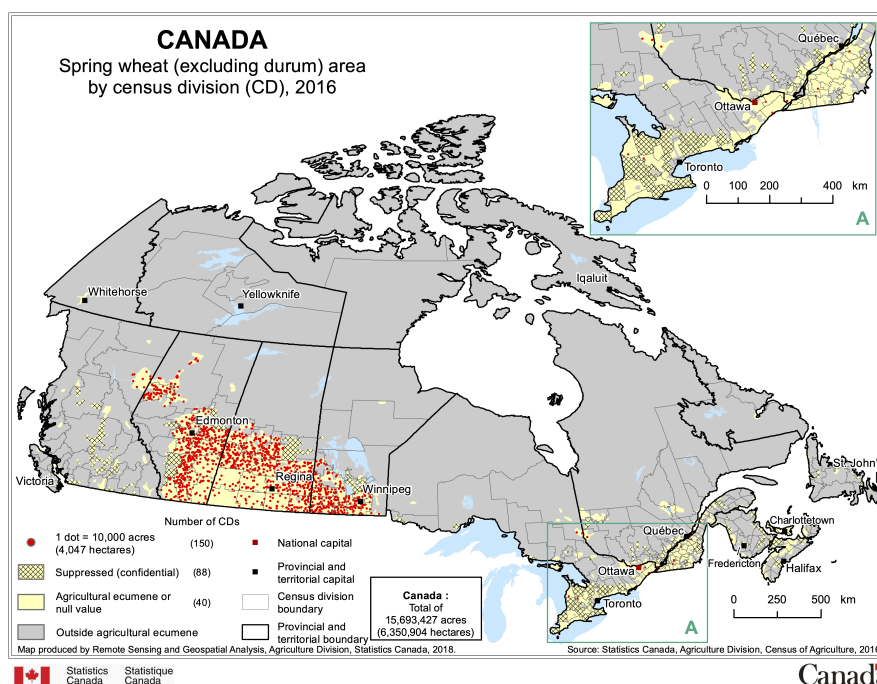 CANADA
Spring wheat (excluding durum) area
by census division (CD), 2016
Québec
Ottawa
Toronto
0 100 200 400 km
A
Iqaluit
Whitehorse
Yellowknife
Edmonton
Regina
Victoria
Winnipeg
St. John'
Charlottetown
Québec
Fredericton
Halifax
Ottawa
Toronto
A
0 250 500 km
Number of CDs
1 dot = 10,000 acres
(4,047 hectares)
(150)
Suppressed (confidential) (88)
Agricultural ecumene or
null value
(40)
Outside agricultural ecumene
National capital
Provincial and
territorial capital
Census division
boundary
Provincial and
territorial boundary
Canada :
Total of
15,693,427 acres
(6,350,904 hectares)
Map produced by Remote Sensing and Geospatial Analysis, Agriculture Division, Statistics Canada, 2018.
Source: Statistics Canada, Agriculture Division, Census of Agriculture, 2016
Statistics Statistique
Canada Canada
Canad